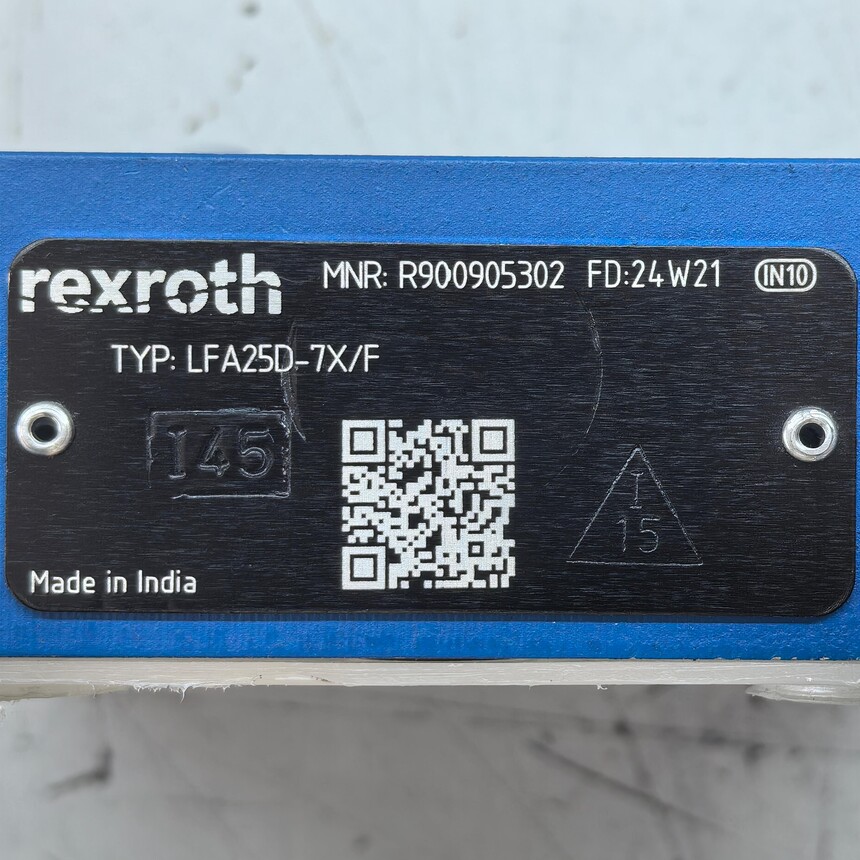 rexroth MNR: R900905302 FD:24W21 IN10
TYP: LFA25D-7X/F
145
I
15
Made in India